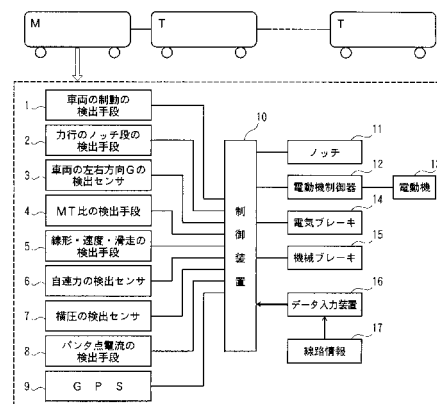 M
T
T
1
車両の制動の
検出手段
2
力行のノッチ段の
検出手段
3
車両の左右方向Gの
検出センサ
4
MT比の検出手段
5
線形・速度・滑走の
検出手段
6
自連力の検出センサ
7
横圧の検出センサ
8
パンタ点電流の
検出手段
9
G P S
10
制御装置
11
ノッチ
12
電動機制御器
13
電動機
14
電気ブレーキ
15
機械ブレーキ
16
データ入力装置
17
線路情報